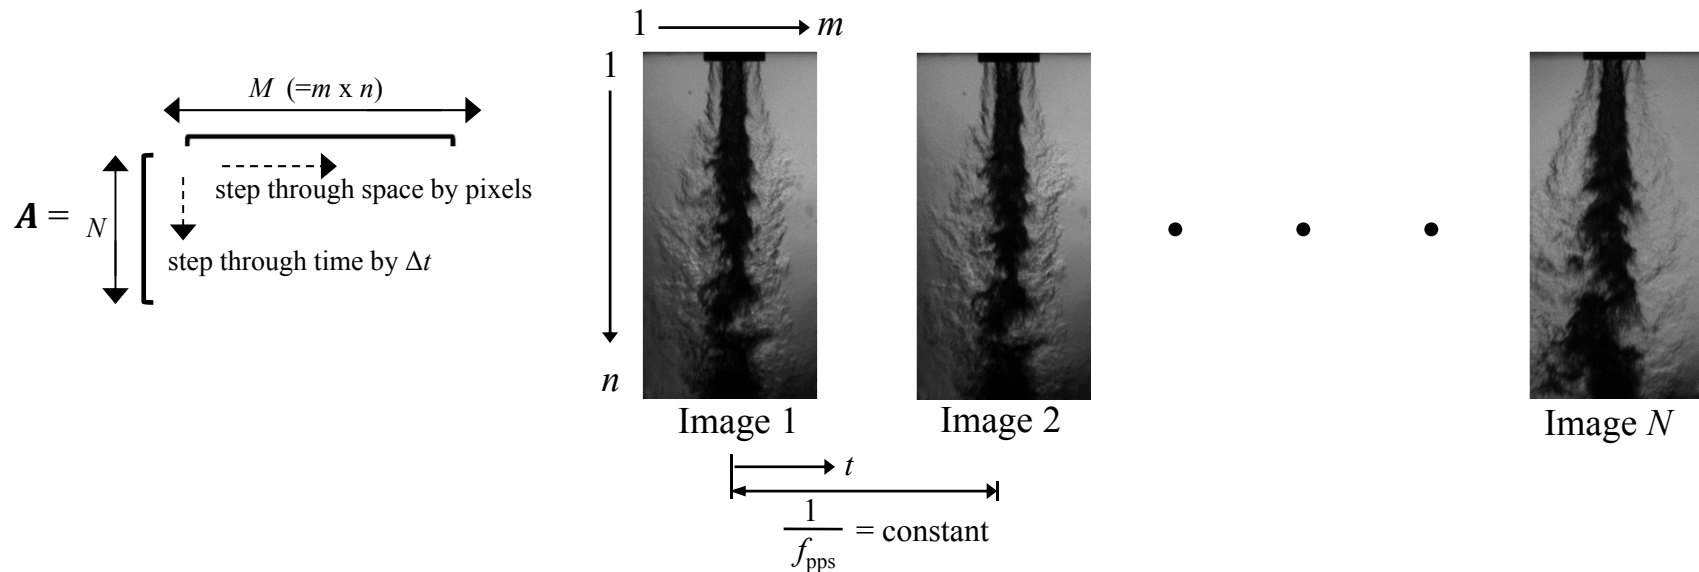 1 m
1
n
M (=m x n)
A =
N
step through space by pixels
step through time by Δt
Image 1
Image 2
Image N
t
1
f_pps
= constant